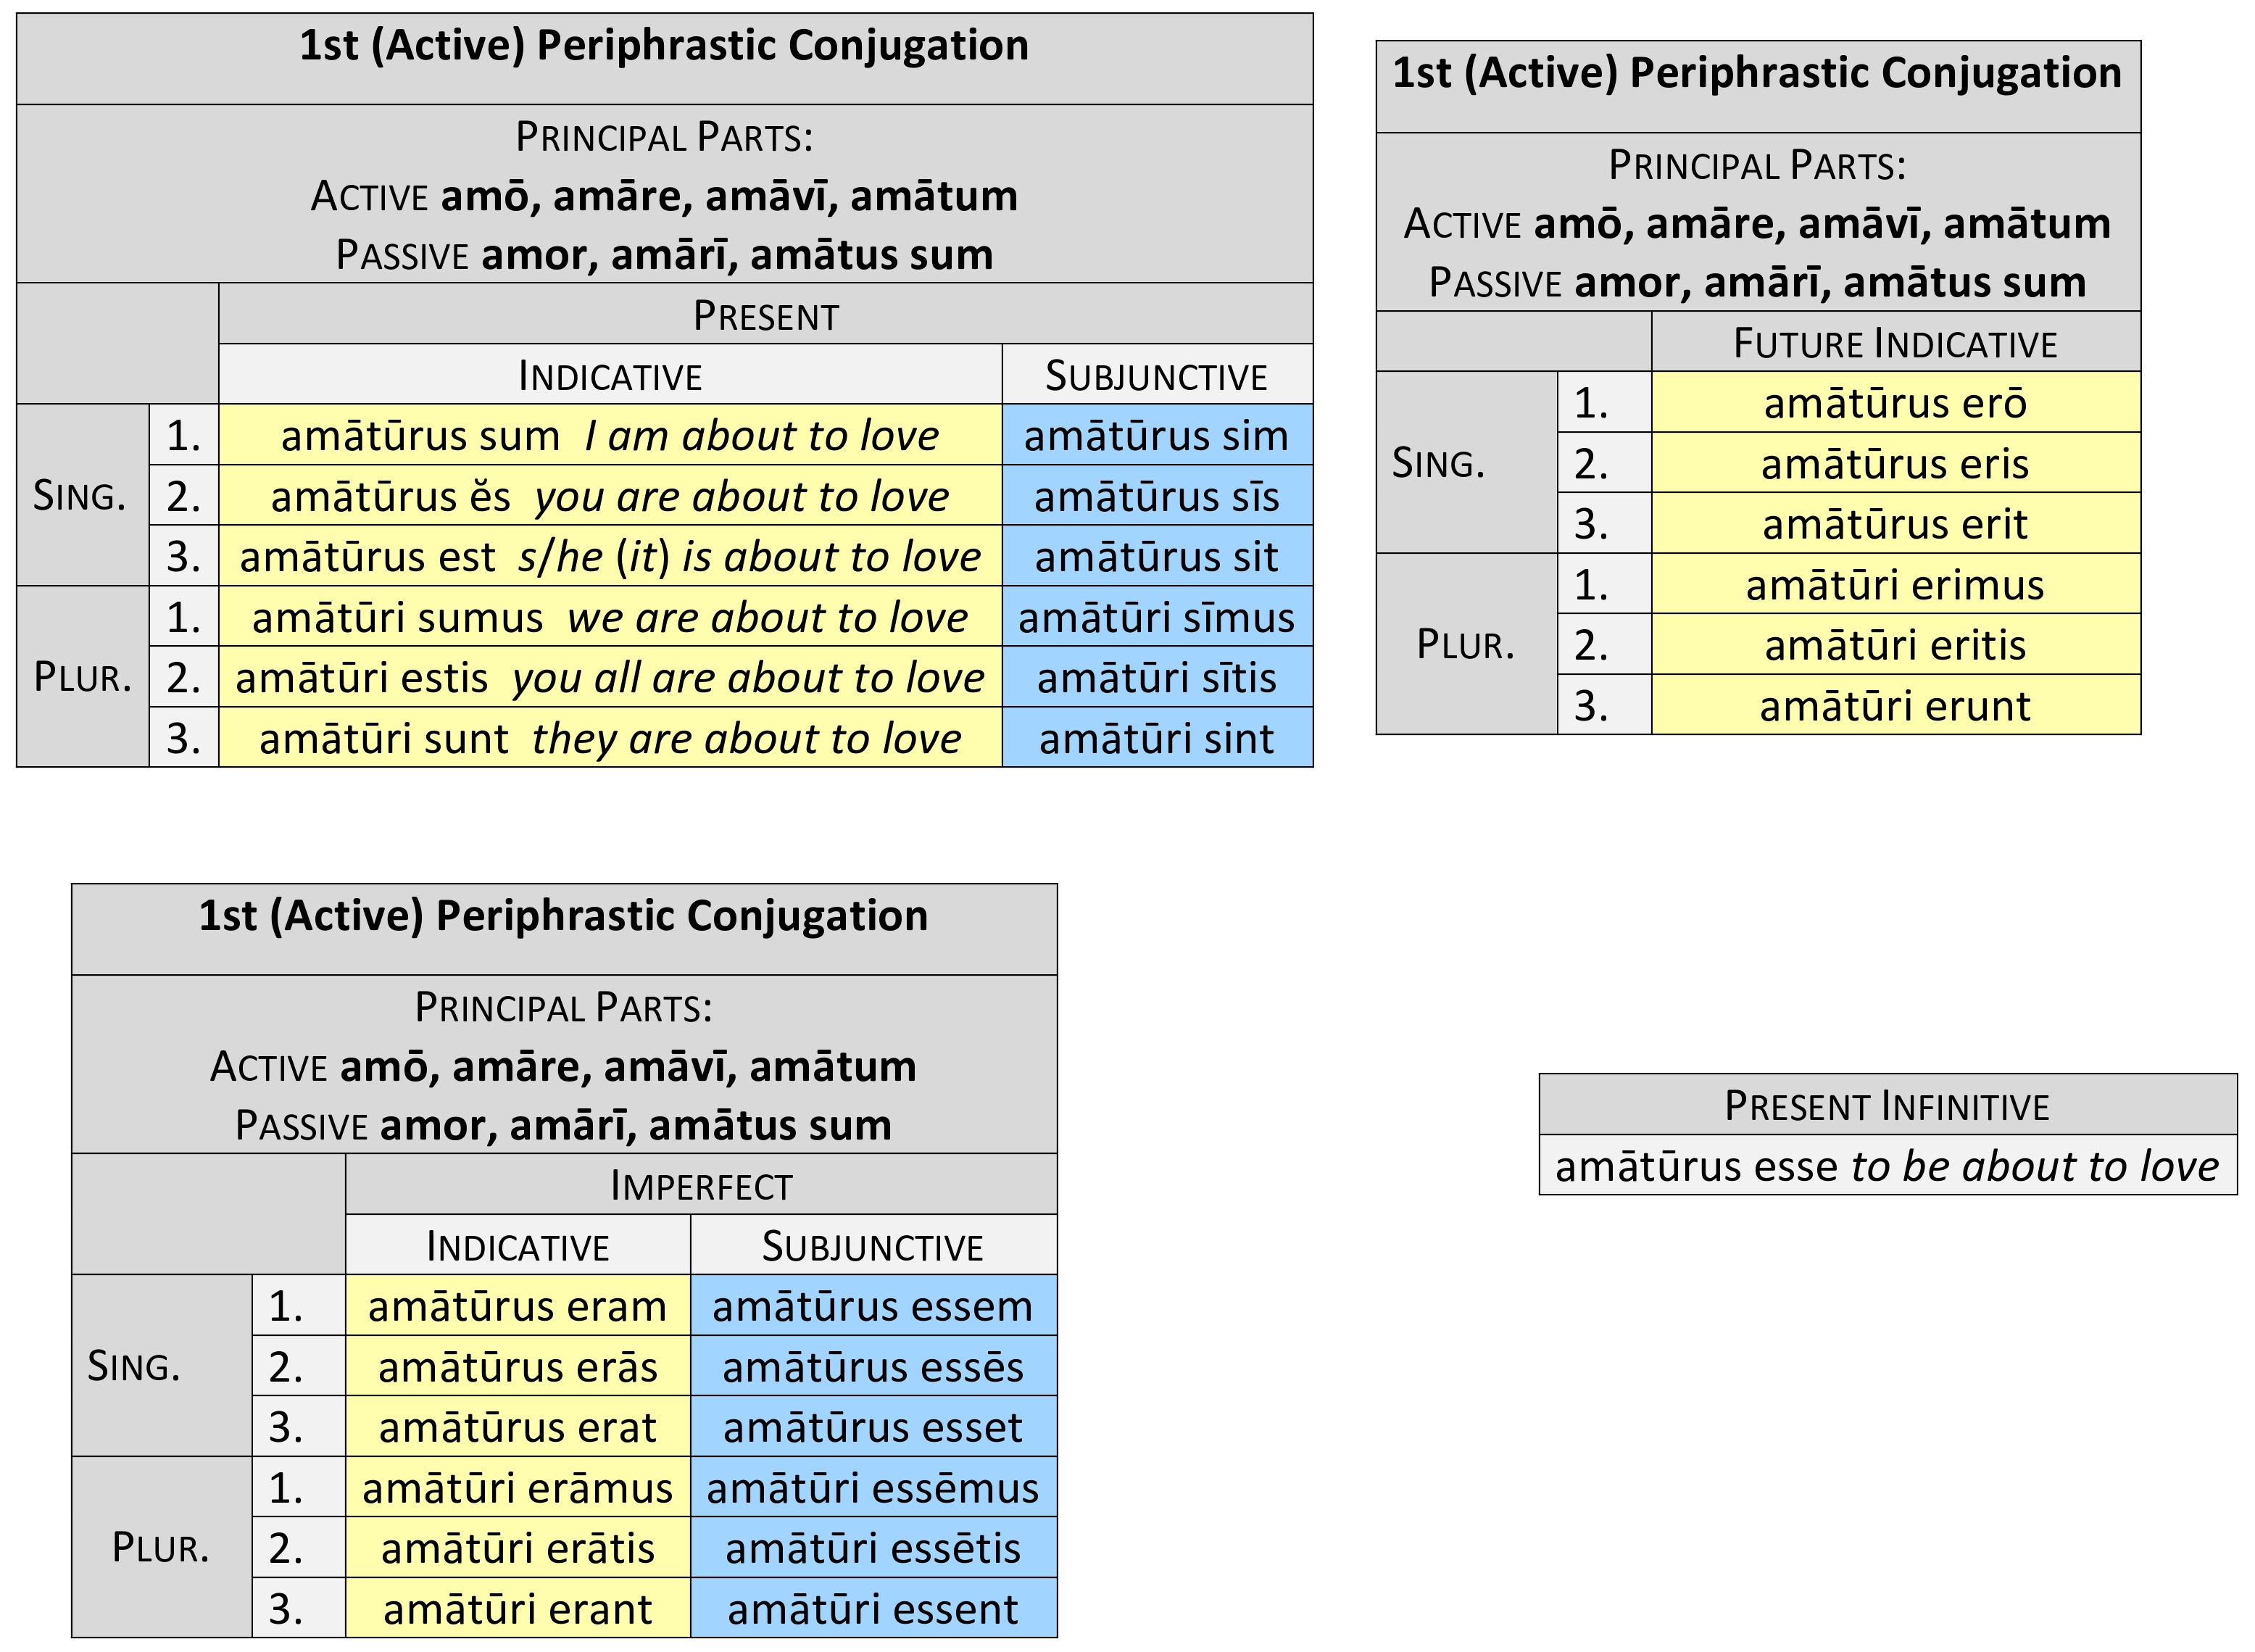 1st (Active) Periphrastic Conjugation
PRINCIPAL PARTS:
ACTIVE amō, amāre, amāvī, amātum
PASSIVE amor, amārī, amātus sum
PRESENT
INDICATIVE SUBJUNCTIVE
SING. 1. amātūrus sum I am about to love amātūrus sim
2. amātūrus ĕs you are about to love amātūrus sīs
3. amātūrus est s/he (it) is about to love amātūrus sit
PLUR. 1. amātūri sumus we are about to love amātūri sīmus
2. amātūri estis you all are about to love amātūri sītis
3. amātūri sunt they are about to love amātūri sint
1st (Active) Periphrastic Conjugation
PRINCIPAL PARTS:
ACTIVE amō, amāre, amāvī, amātum
PASSIVE amor, amārī, amātus sum
FUTURE INDICATIVE
SING. 1. amātūrus erō
2. amātūrus eris
3. amātūrus erit
PLUR. 1. amātūri erimus
2. amātūri eritis
3. amātūri erunt
1st (Active) Periphrastic Conjugation
PRINCIPAL PARTS:
ACTIVE amō, amāre, amāvī, amātum
PASSIVE amor, amārī, amātus sum
IMPERFECT
INDICATIVE SUBJUNCTIVE
SING. 1. amātūrus eram amātūrus essem
2. amātūrus erās amātūrus essēs
3. amātūrus erat amātūrus esset
PLUR. 1. amātūri erāmus amātūri essēmus
2. amātūri erātis amātūri essētis
3. amātūri erant amātūri essent
PRESENT INFINITIVE
amātūrus esse to be about to love